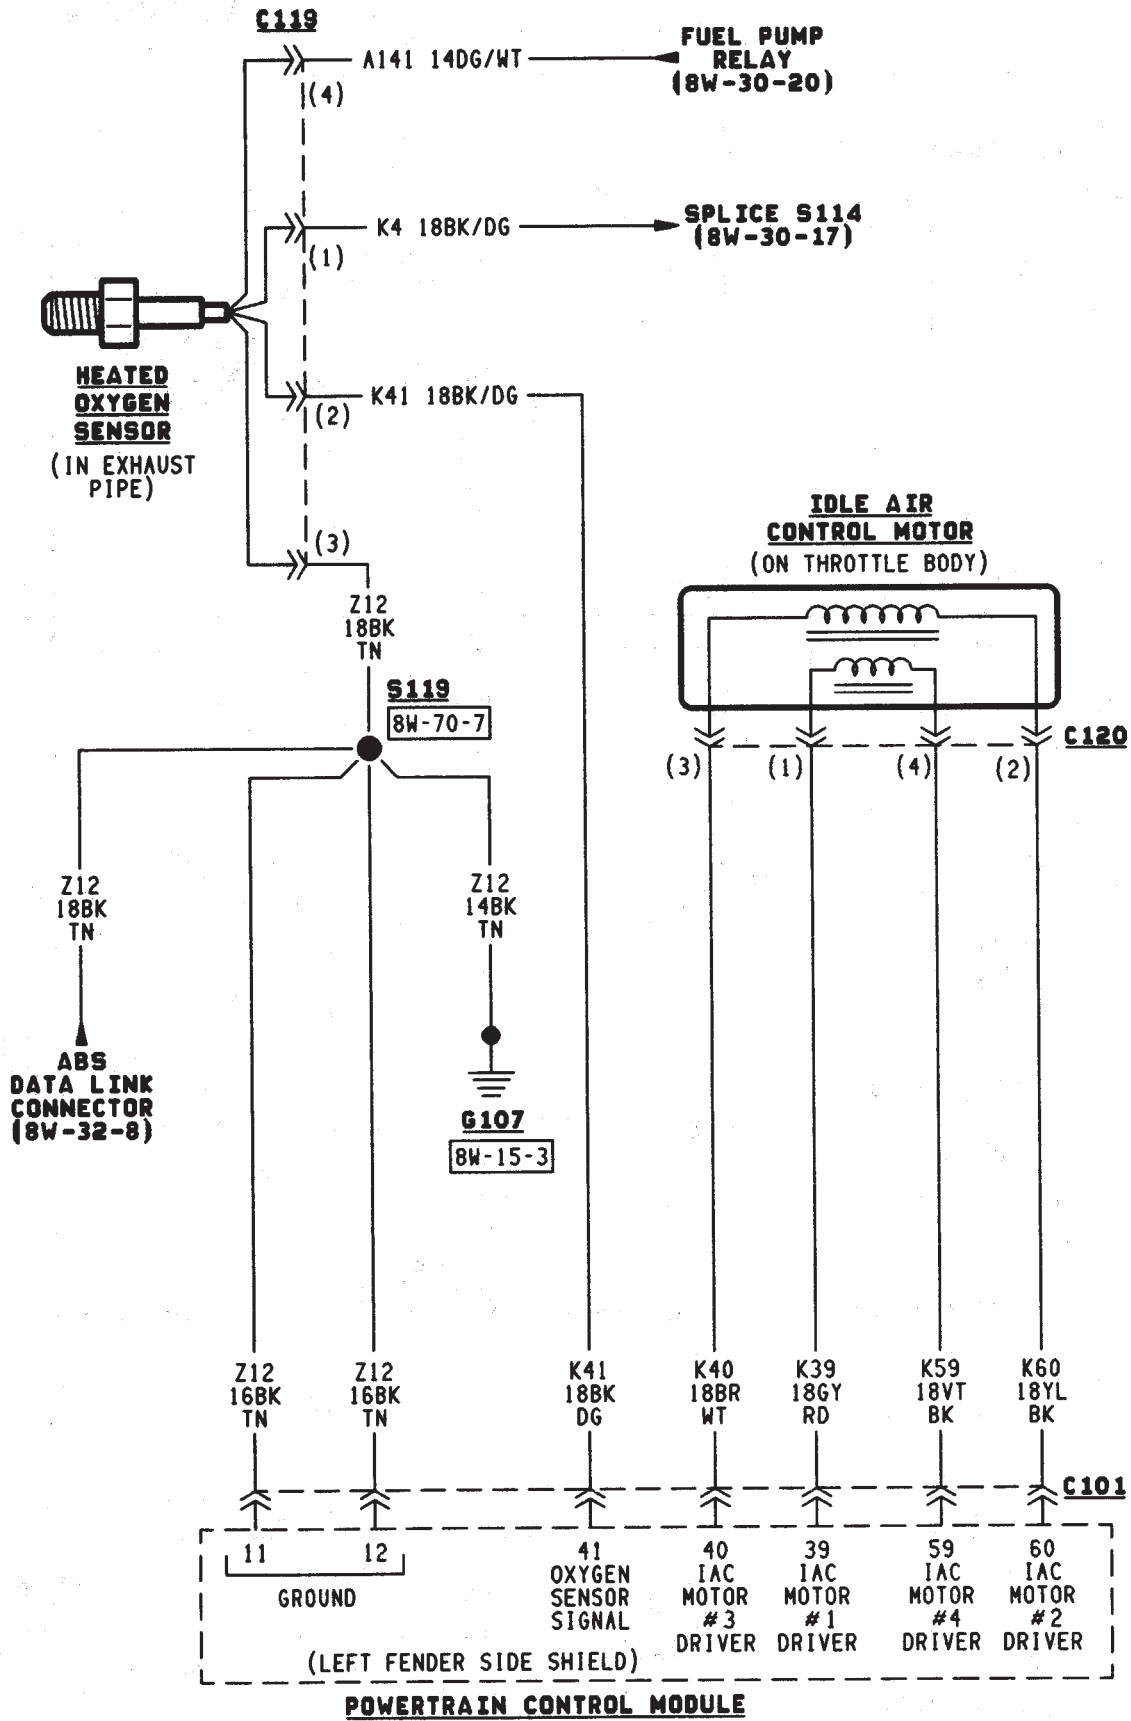 C119
A141 14DG/WT
FUEL PUMP
RELAY
(8W-30-20)
(4)
K4 18BK/DG
SPLICE S114
(8W-30-17)
(1)
HEATED
OXYGEN
SENSOR
(IN EXHAUST
PIPE)
K41 18BK/DG
(2)
(3)
Z12
18BK
TN
S119
8W-70-7
IDLE AIR
CONTROL MOTOR
(ON THROTTLE BODY)
C120
(3)
(1)
(4)
(2)
Z12
18BK
TN
Z12
14BK
TN
ABS
DATA LINK
CONNECTOR
(8W-32-8)
G107
8W-15-3
Z12
16BK
TN
Z12
16BK
TN
K41
18BK
DG
K40
18BR
WT
K39
18GY
RD
K59
18VT
BK
K60
18YL
BK
C101
11
12
GROUND
41
OXYGEN
SENSOR
SIGNAL
40
IAC
MOTOR
#3
DRIVER
39
IAC
MOTOR
#1
DRIVER
59
IAC
MOTOR
#4
DRIVER
60
IAC
MOTOR
#2
DRIVER
(LEFT FENDER SIDE SHIELD)
POWERTRAIN CONTROL MODULE